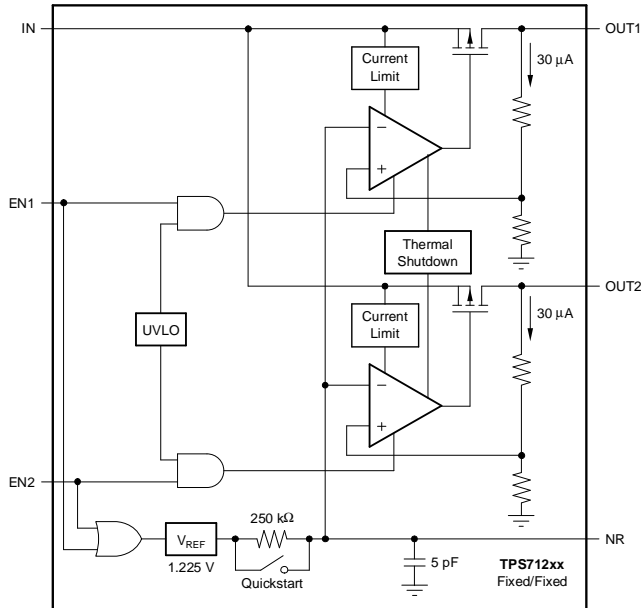 IN
OUT1
Current
Limit
30 μA
−
+
EN1
Thermal
Shutdown
OUT2
UVLO
Current
Limit
30 μA
−
+
EN2
250 kΩ
VREF
NR
1.225 V
Quickstart
5 pF
TPS712xx
Fixed/Fixed